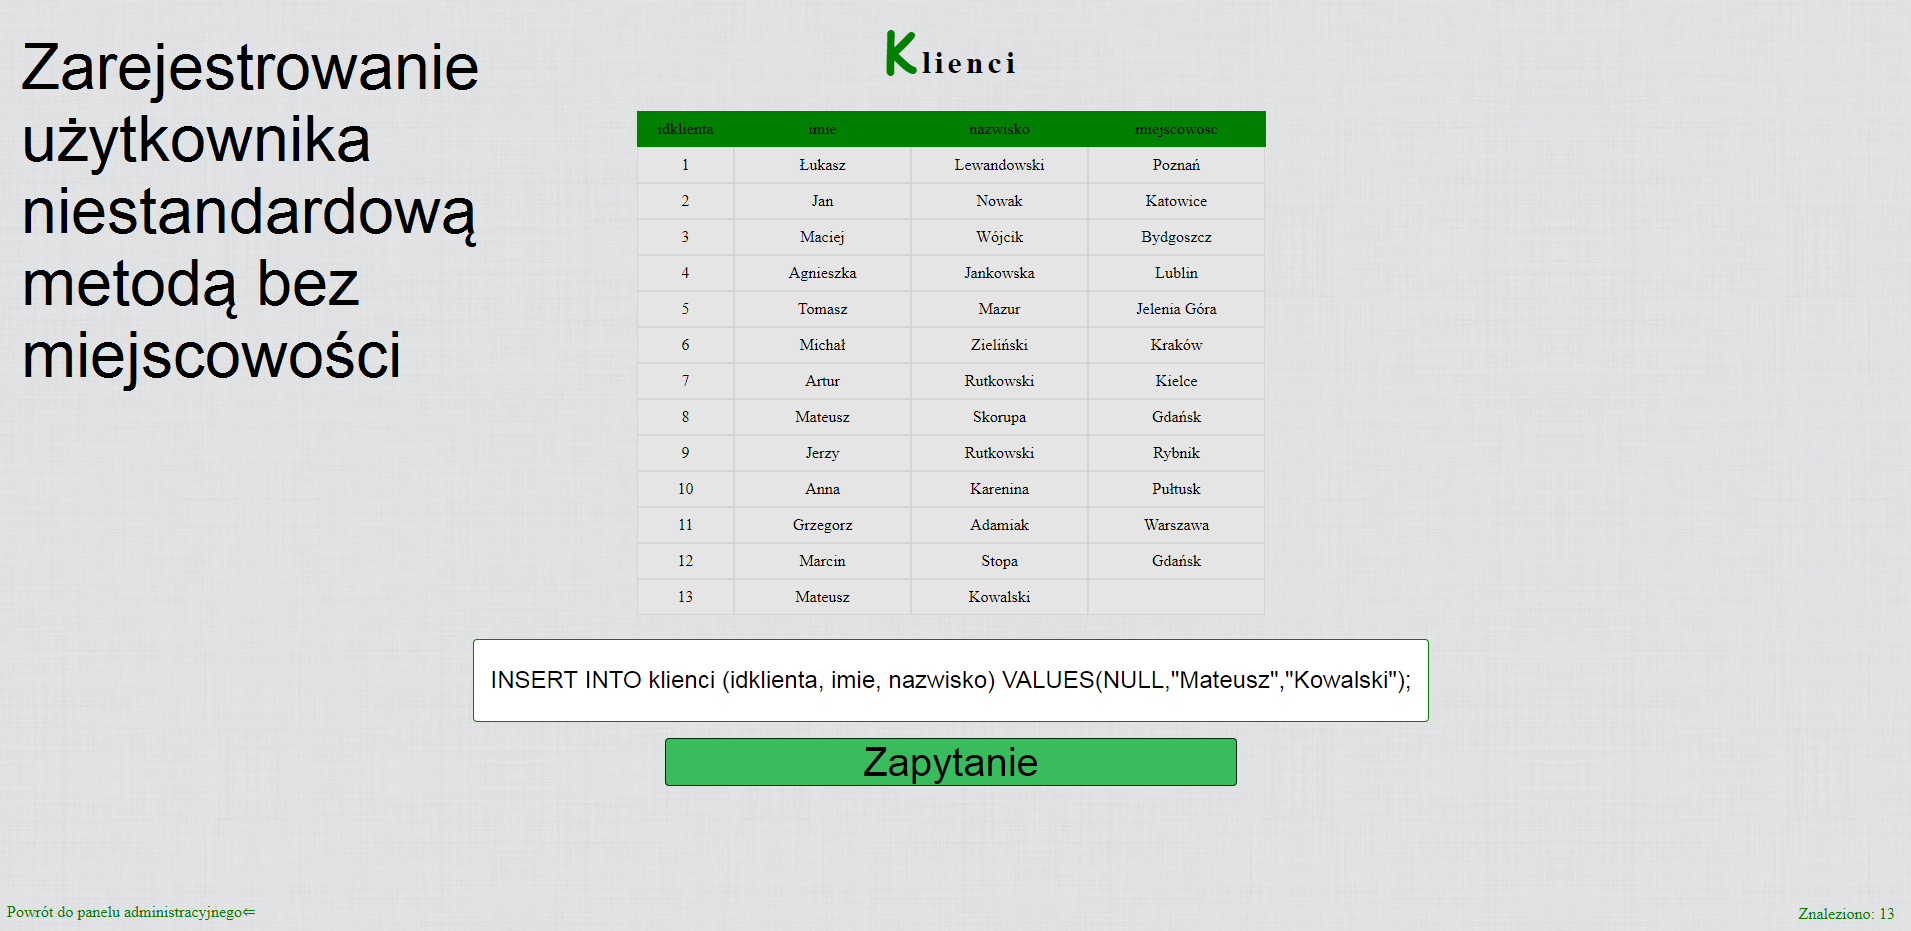 Zarejestrowanie
użytkownika
niestandardową
metodą bez
miejscowości
Klienci
idklienta imie nazwisko miejscowosc
1 Łukasz Lewandowski Poznań
2 Jan Nowak Katowice
3 Maciej Wójcik Bydgoszcz
4 Agnieszka Jankowska Lublin
5 Tomasz Mazur Jelenia Góra
6 Michał Zieliński Kraków
7 Artur Rutkowski Kielce
8 Mateusz Skorupa Gdańsk
9 Jerzy Rutkowski Rybnik
10 Anna Karenina Pułtusk
11 Grzegorz Adamiak Warszawa
12 Marcin Stopa Gdańsk
13 Mateusz Kowalski
INSERT INTO klienci (idklienta, imie, nazwisko) VALUES(NULL,"Mateusz","Kowalski");
Zapytanie
Powrót do panelu administracyjnego⇐
Znaleziono: 13